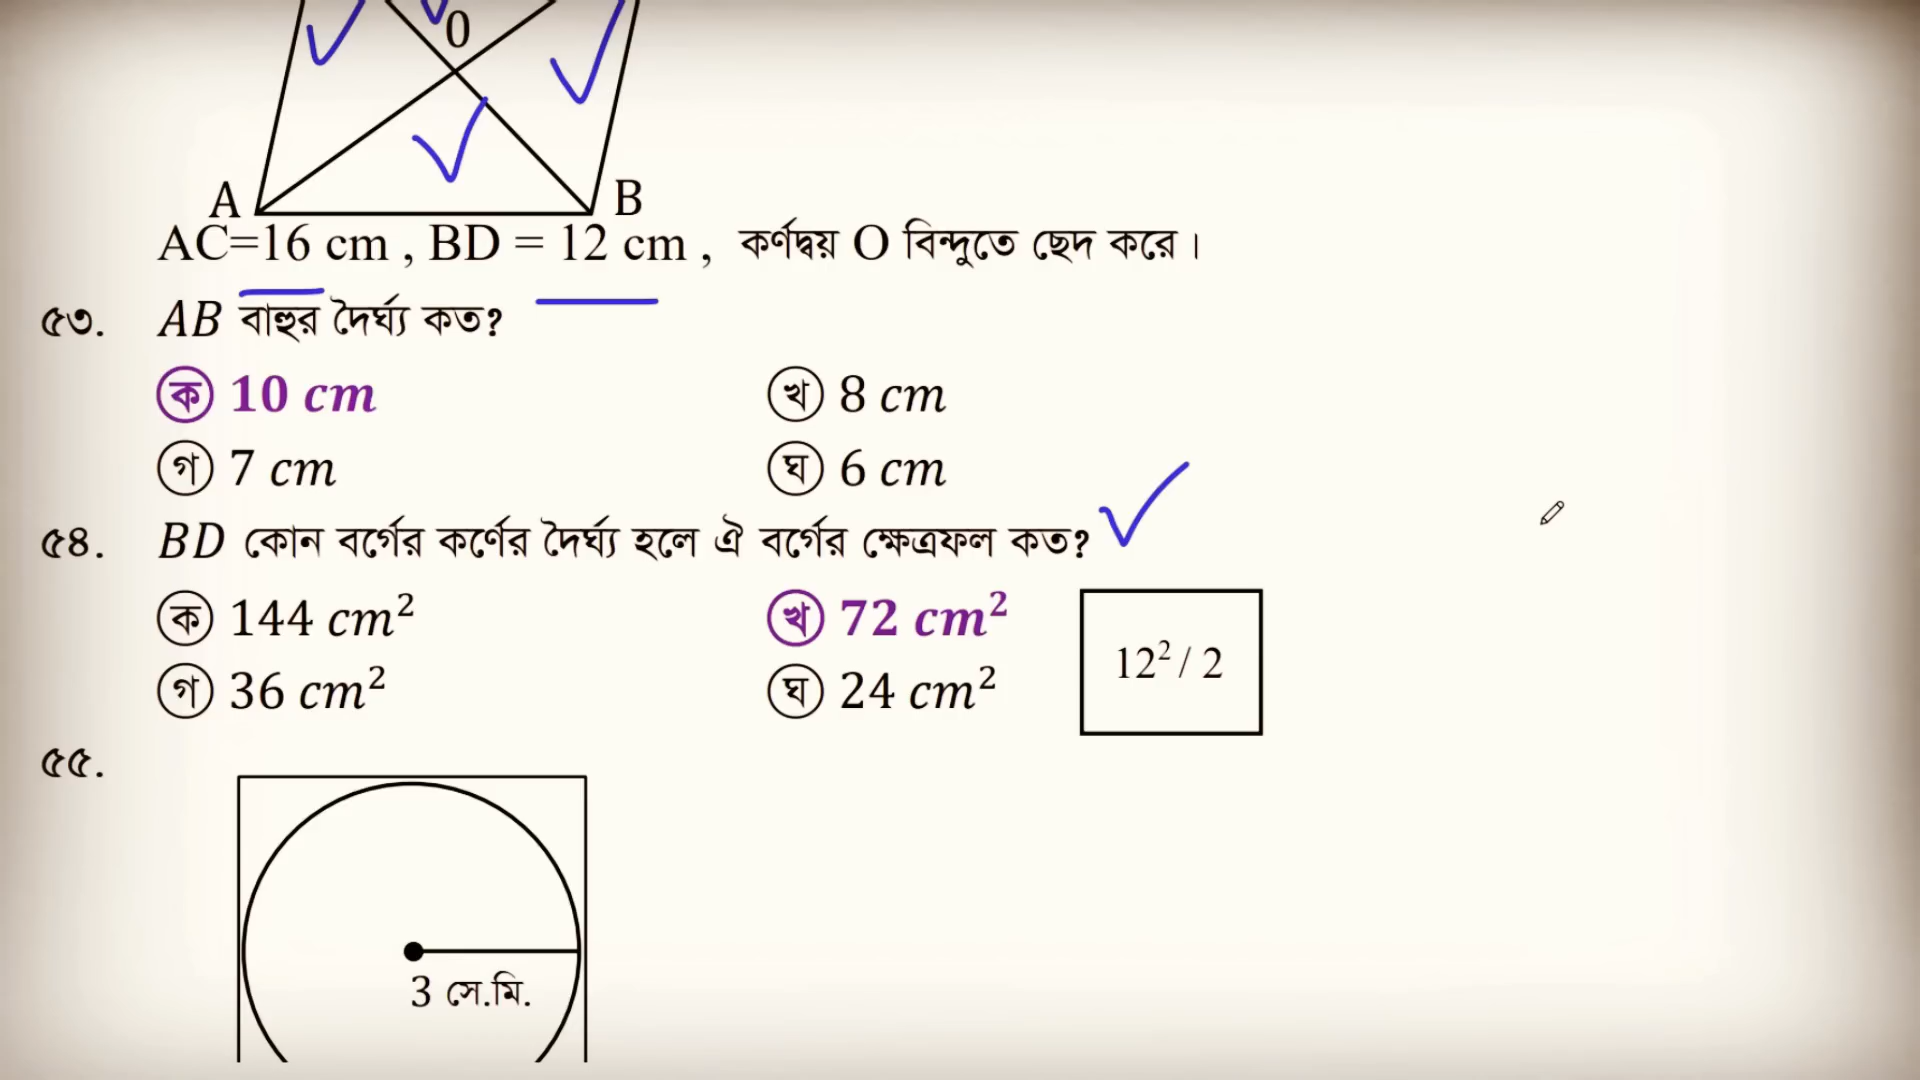 O
A B
AC=16 cm , BD = 12 cm , কর্ণদ্বয় O বিন্দুতে ছেদ করে।
৫৩. AB বাহুর দৈর্ঘ্য কত?
ক 10 cm খ 8 cm
গ 7 cm ঘ 6 cm
৫৪. BD কোন বর্গের কর্ণের দৈর্ঘ্য হলে ঐ বর্গের ক্ষেত্রফল কত?
ক 144 cm² খ 72 cm²
12² / 2
গ 36 cm² ঘ 24 cm²
৫৫.
3 সে.মি.